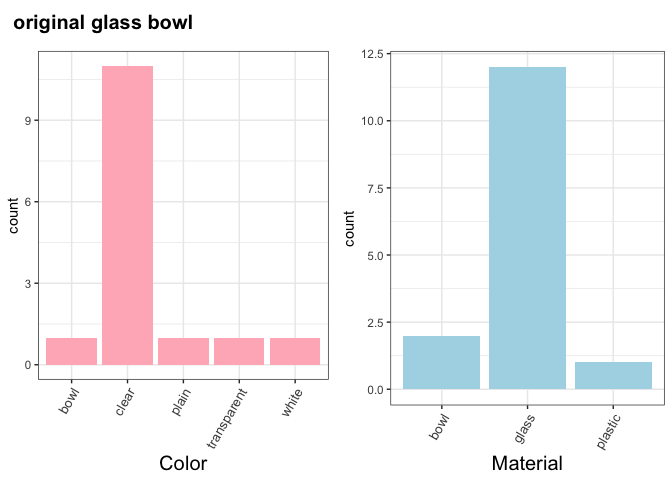 original glass bowl
count
9
6
3
0
bowl
clear
plain
transparent
white
Color
count
12.5
10.0
7.5
5.0
2.5
0.0
bowl
glass
plastic
Material